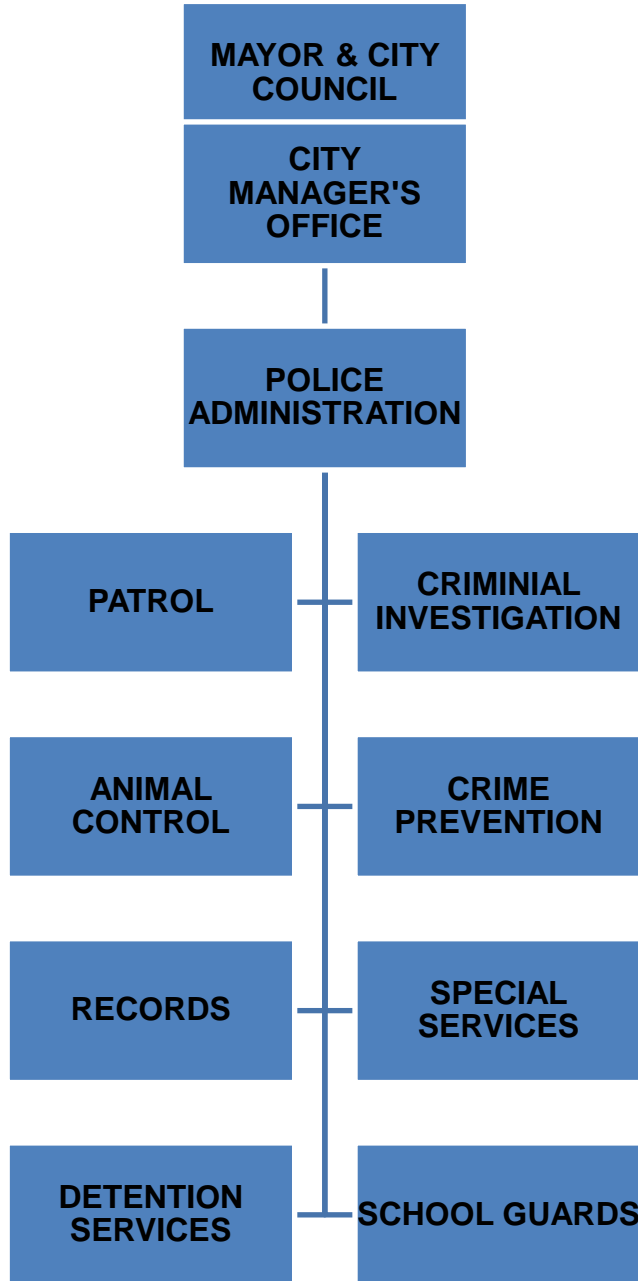 MAYOR & CITY
COUNCIL
CITY
MANAGER'S
OFFICE
POLICE
ADMINISTRATION
PATROL
CRIMINIAL
INVESTIGATION
ANIMAL
CONTROL
CRIME
PREVENTION
RECORDS
SPECIAL
SERVICES
DETENTION
SERVICES
SCHOOL GUARDS